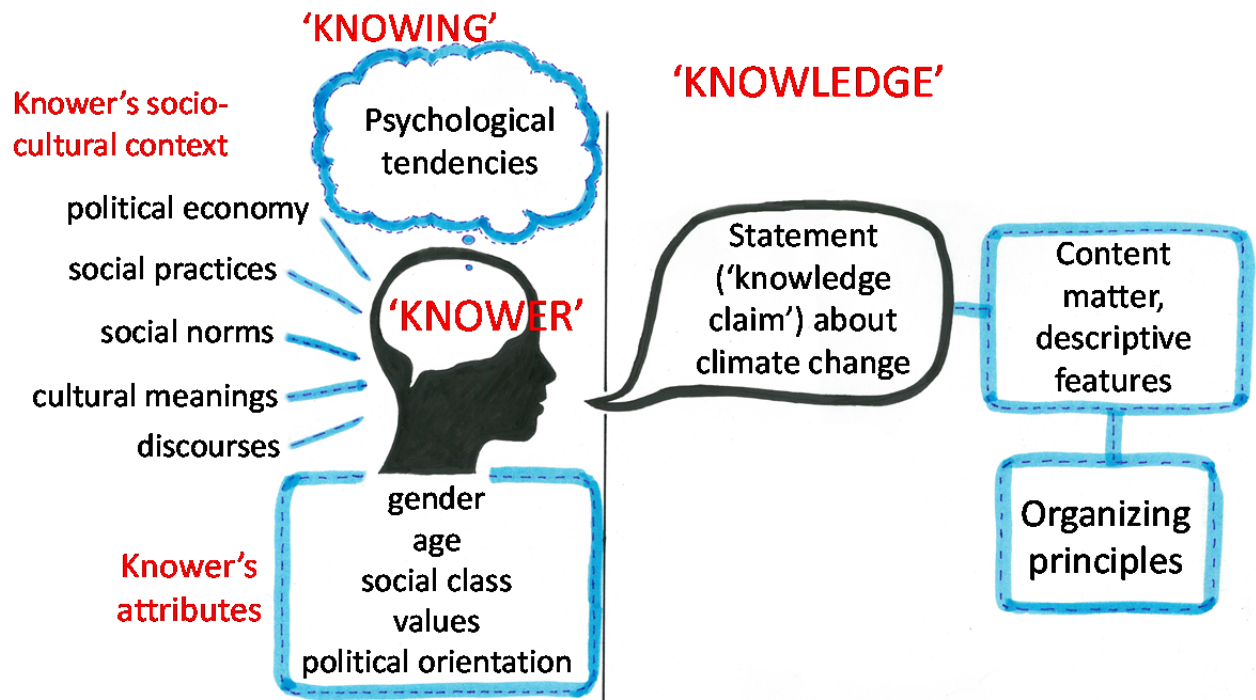 'KNOWING'
Psychological
tendencies
Knower's socio-
cultural context
political economy
social practices
social norms
cultural meanings
discourses
'KNOWER'
Knower's
attributes
gender
age
social class
values
political orientation
'KNOWLEDGE'
Statement
('knowledge
claim') about
climate change
Content
matter,
descriptive
features
Organizing
principles